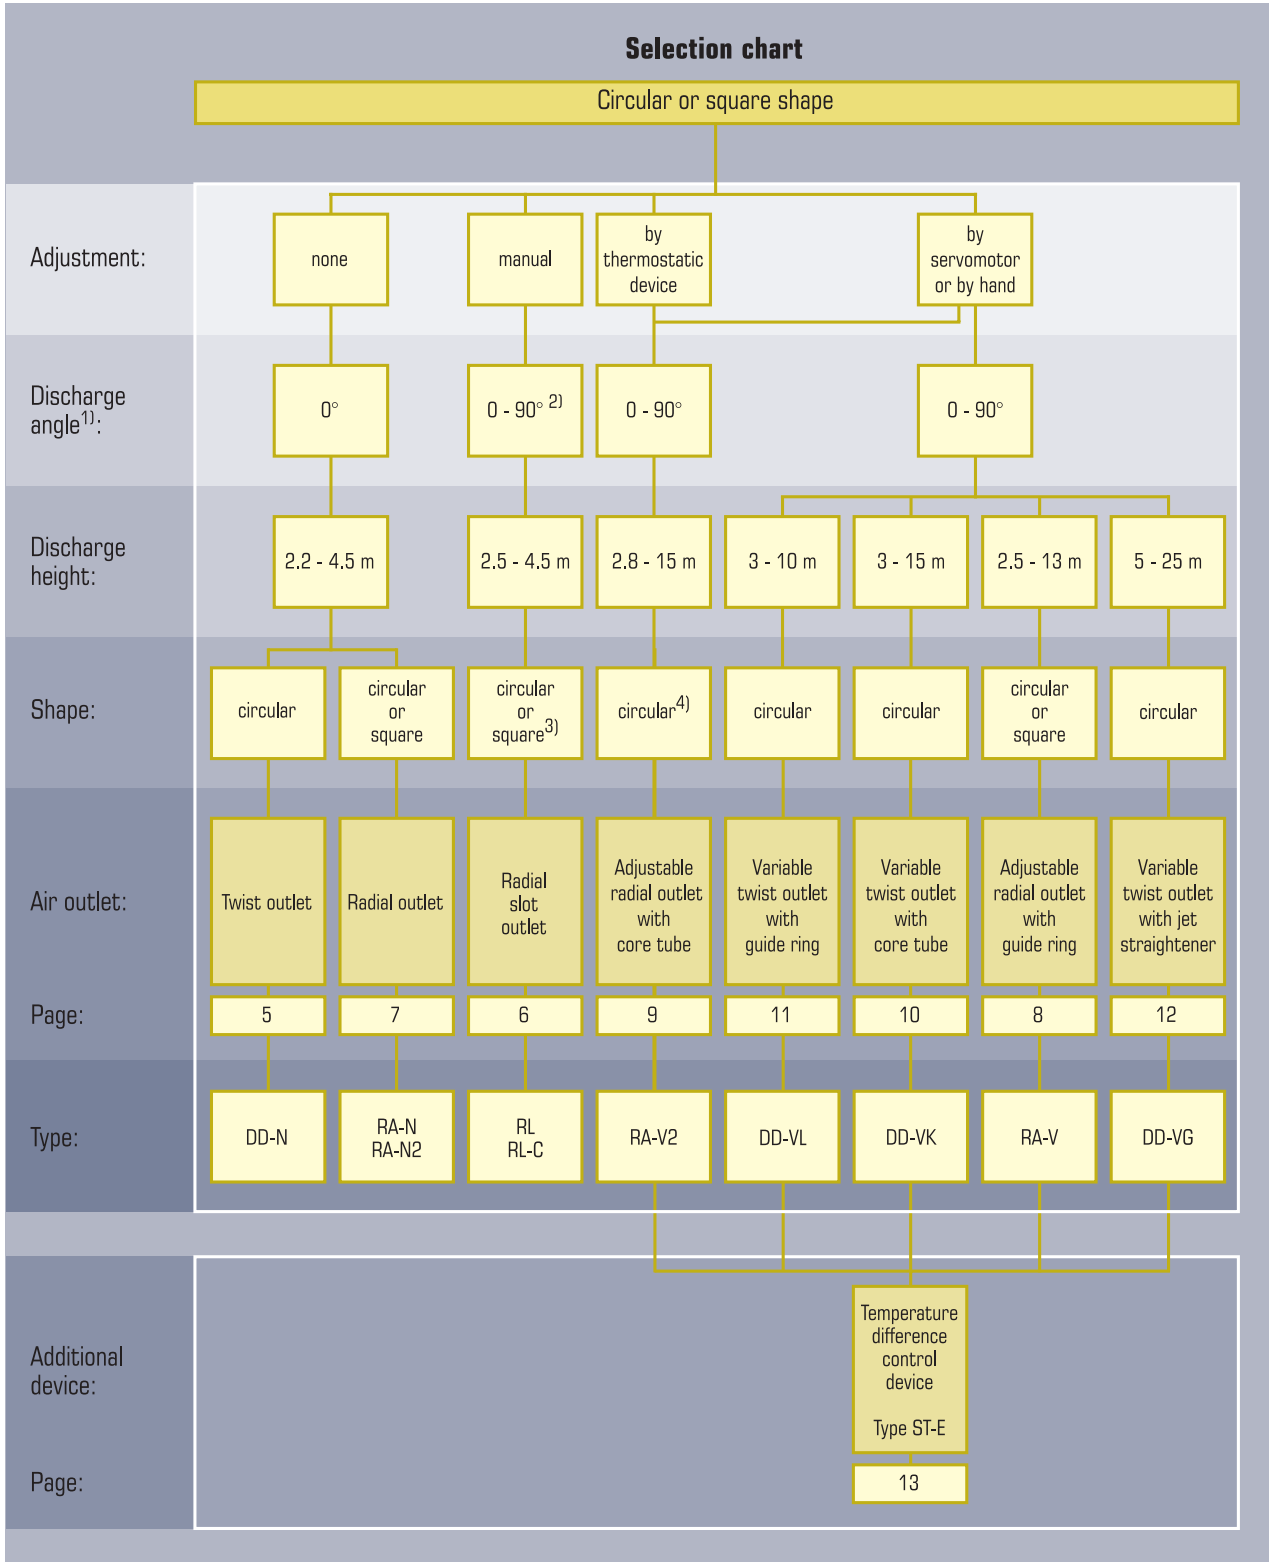 Selection chart
Circular or square shape
Adjustment:
none
manual
by
thermostatic
device
by
servomotor
or by hand
Discharge
angle1):
0°
0 - 90° 2)
0 - 90°
0 - 90°
Discharge
height:
2.2 - 4.5 m
2.5 - 4.5 m
2.8 - 15 m
3 - 10 m
3 - 15 m
2.5 - 13 m
5 - 25 m
Shape:
circular
circular
or
square
circular
or
square3)
circular4)
circular
circular
circular
or
square
circular
Air outlet:
Twist outlet
Radial outlet
Radial
slot
outlet
Adjustable
radial outlet
with
core tube
Variable
twist outlet
with
guide ring
Variable
twist outlet
with
core tube
Adjustable
radial outlet
with
guide ring
Variable
twist outlet
with jet
straightener
Page:
5
7
6
9
11
10
8
12
Type:
DD-N
RA-N
RA-N2
RL
RL-C
RA-V2
DD-VL
DD-VK
RA-V
DD-VG
Additional
device:
Temperature
difference
control
device
Type ST-E
Page:
13